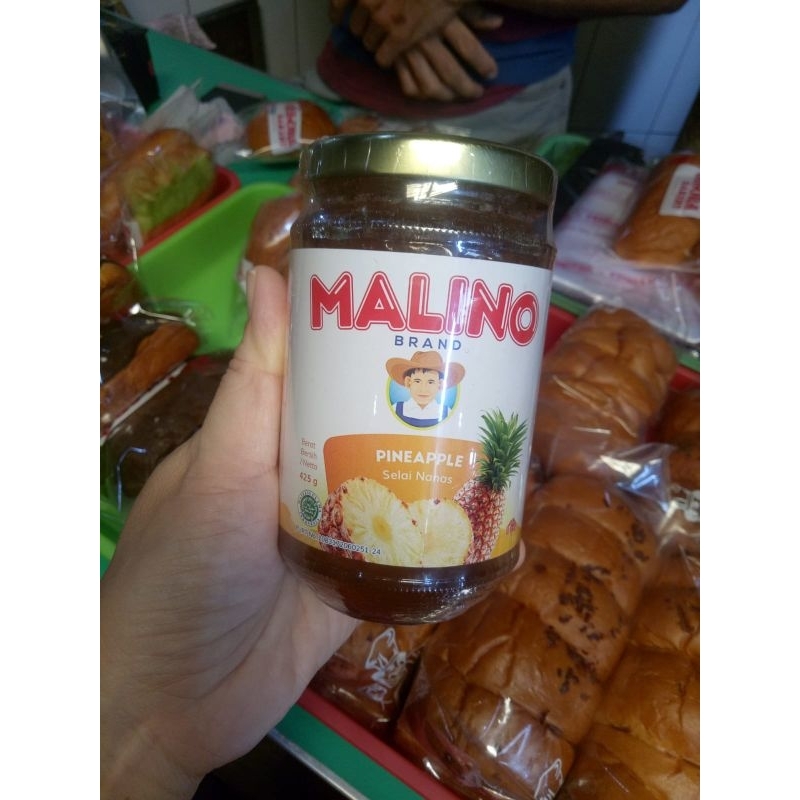 MALINO
BRAND
PINEAPPLE
Selai Nanas
Berat
Bersih
/Netto
425 g